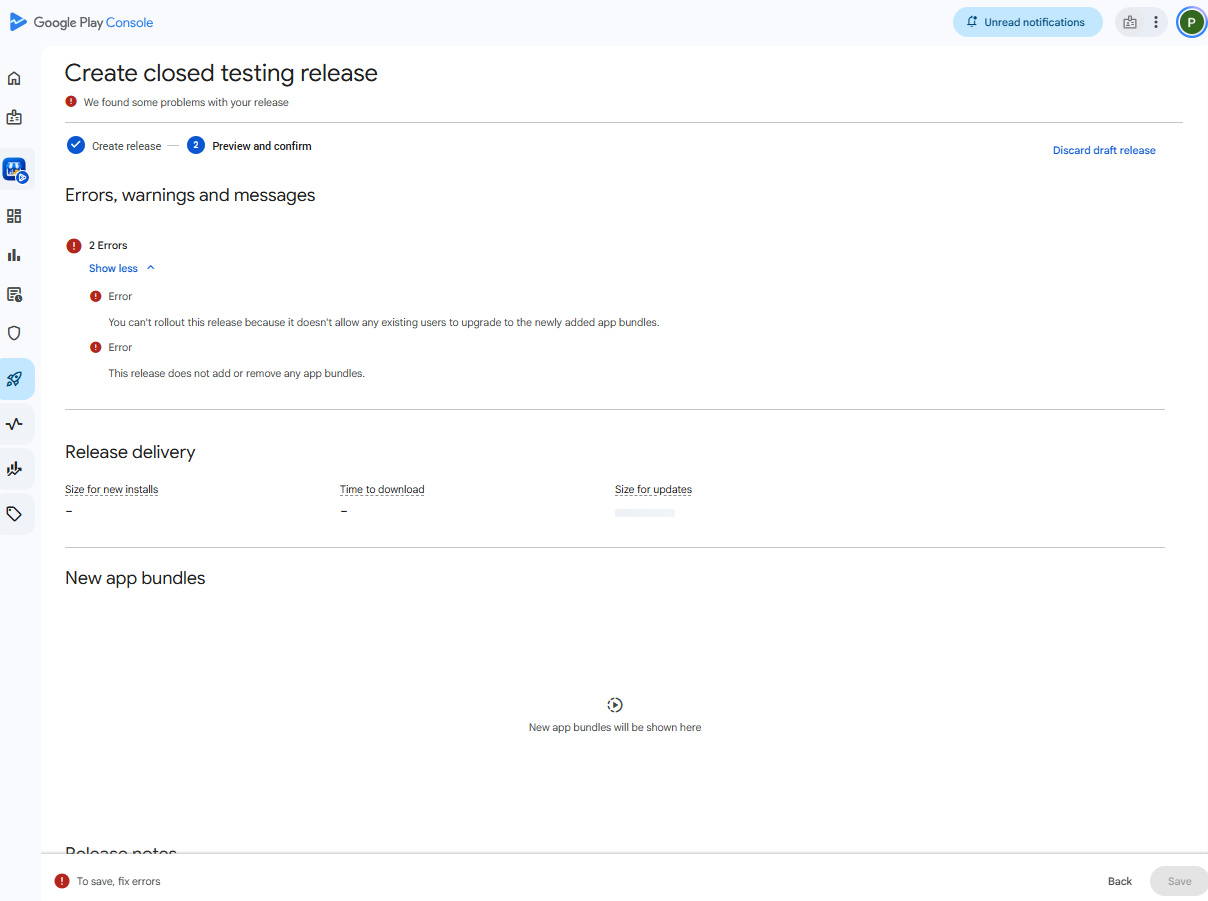 Google Play Console
Unread notifications
P
Create closed testing release
We found some problems with your release
Create release
2 Preview and confirm
Discard draft release
Errors, warnings and messages
2 Errors
Show less
Error
You can't rollout this release because it doesn't allow any existing users to upgrade to the newly added app bundles.
Error
This release does not add or remove any app bundles.
Release delivery
Size for new installs Time to download Size for updates
– –
New app bundles
New app bundles will be shown here
Release notes
To save, fix errors
Back
Save